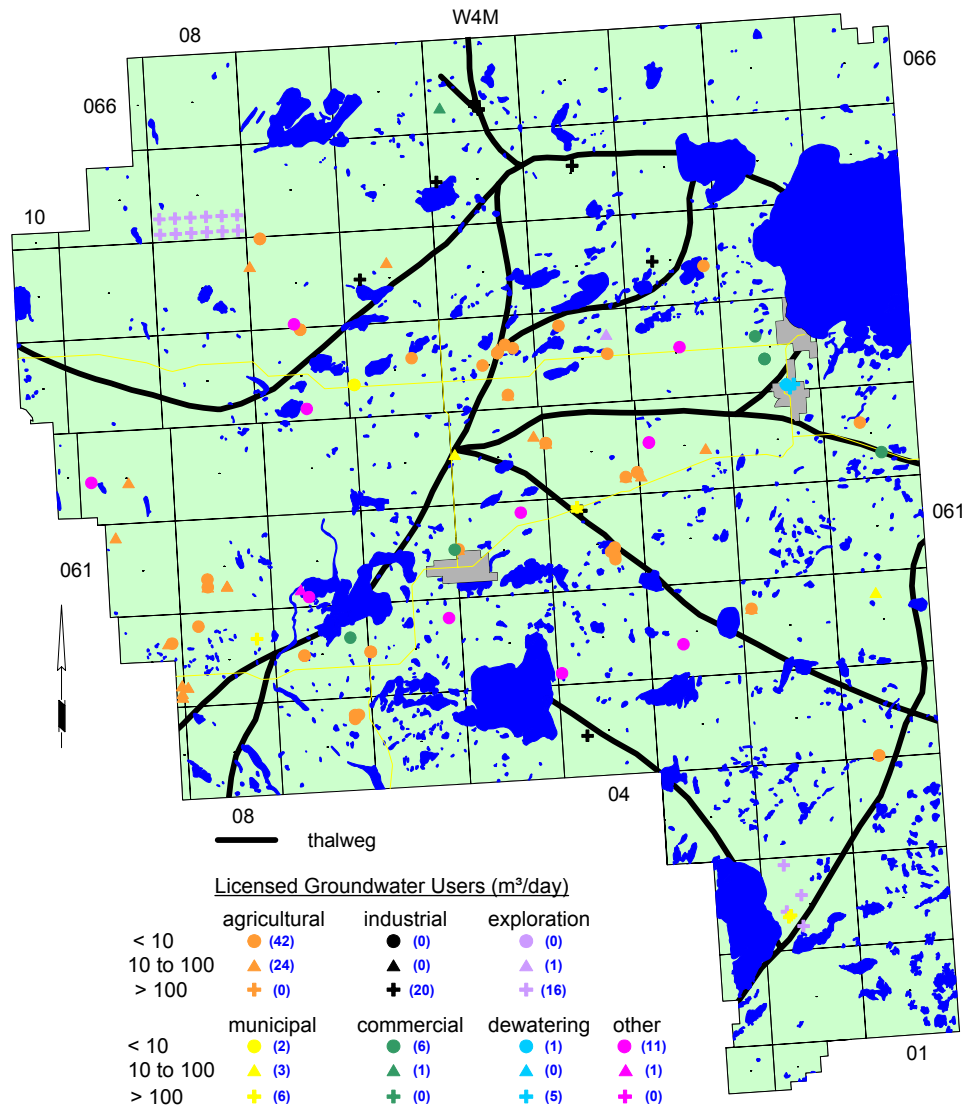 W4M
08
066
066
10
061
061
08
04
01
thalweg
Licensed Groundwater Users (m³/day)
agricultural industrial exploration
< 10 (42) (0) (0)
10 to 100 (24) (0) (1)
> 100 (0) (20) (16)
municipal commercial dewatering other
< 10 (2) (6) (1) (11)
10 to 100 (3) (1) (0) (1)
> 100 (6) (0) (5) (0)